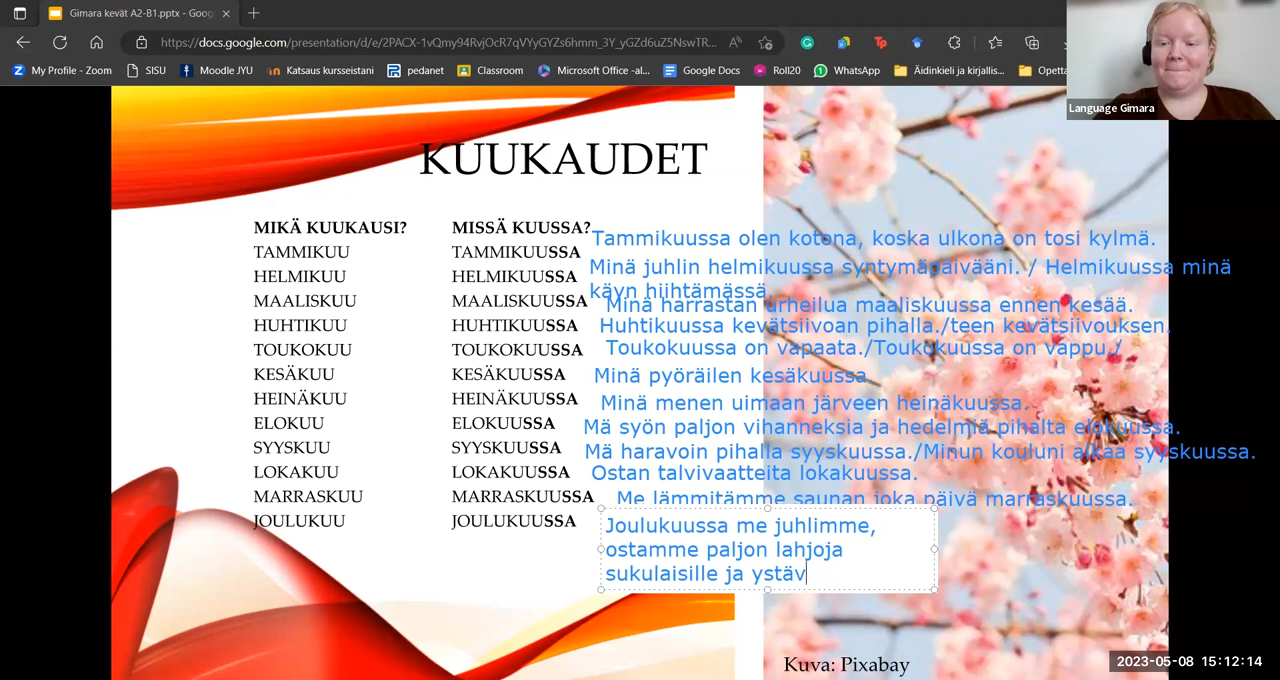 Gimara kevät A2-B1.pptx - Goog
https://docs.google.com/presentation/d/e/2PACX-1vQmy94RvjOcR7qVYyGYZs6hmm_3Y_yGZd6uZ5NswTR...
My Profile - Zoom SISU Moodle JYU Katsaus kursseistani pedanet Classroom Microsoft Office -al... Google Docs Roll20 WhatsApp Äidinkieli ja kirjallis... Opetta
Language Gimara
KUUKAUDET
MIKÄ KUUKAUSI? MISSÄ KUUSSA?
TAMMIKUU TAMMIKUUSSA Tammikuussa olen kotona, koska ulkona on tosi kylmä.
HELMIKUU HELMIKUUSSA Minä juhlin helmikuussa syntymäpäivääni. / Helmikuussa minä
käyn hiihtämässä
MAALISKUU MAALISKUUSSA Minä harrastan urheilua maaliskuussa ennen kesää.
HUHTIKUU HUHTIKUUSSA Huhtikuussa kevätsiivoan pihalla./teen kevätsiivouksen.
TOUKOKUU TOUKOKUUSSA Toukokuussa on vapaata./Toukokuussa on vappu./
KESÄKUU KESÄKUUSSA Minä pyöräilen kesäkuussa
HEINÄKUU HEINÄKUUSSA Minä menen uimaan järveen heinäkuussa.
ELOKUU ELOKUUSSA Mä syön paljon vihanneksia ja hedelmiä pihalta elokuussa.
SYYSKUU SYYSKUUSSA Mä haravoin pihalla syyskuussa./Minun kouluni alkaa syyskuussa.
LOKAKUU LOKAKUUSSA Ostan talvivaatteita lokakuussa.
MARRASKUU MARRASKUUSSA Me lämmitämme saunan joka päivä marraskuussa.
JOULUKUU JOULUKUUSSA Joulukuussa me juhlimme,
ostamme paljon lahjoja
sukulaisille ja ystäv
Kuva: Pixabay
2023-05-08 15:12:14